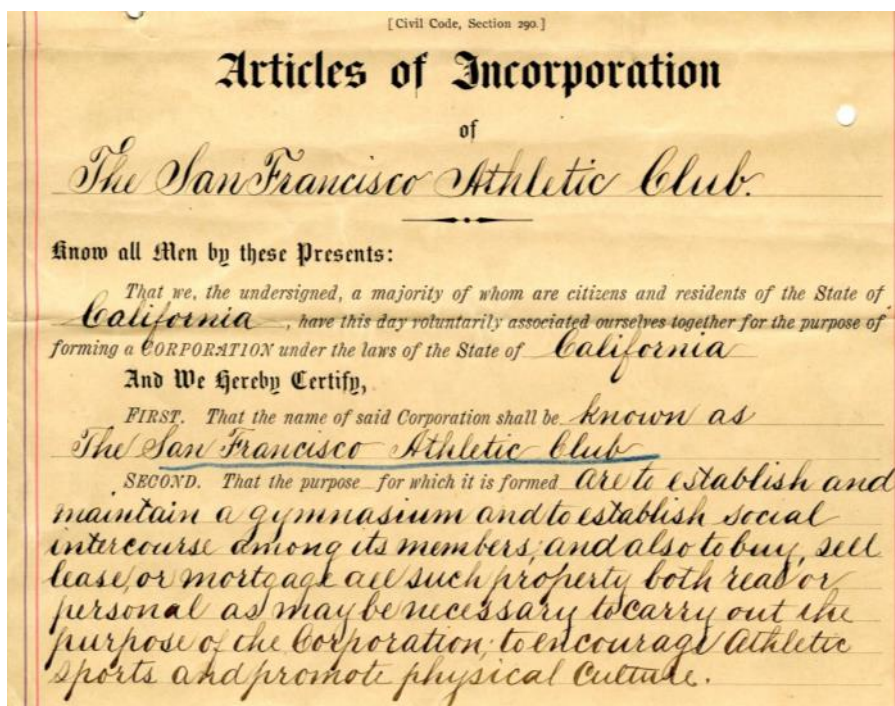 [Civil Code, Section 290.]
Articles of Incorporation
of
The San Francisco Athletic Club.
Know all Men by these Presents:
That we, the undersigned, a majority of whom are citizens and residents of the State of
California, have this day voluntarily associated ourselves together for the purpose of
forming a CORPORATION under the laws of the State of California
And We Hereby Certify,
FIRST. That the name of said Corporation shall be known as
The San Francisco Athletic Club
SECOND. That the purpose for which it is formed are to establish and
maintain a gymnasium and to establish social
intercourse among its members; and also to buy, sell
lease, or mortgage all such property both real or
personal as may be necessary to carry out the
purpose of the Corporation; to encourage Athletic
sports and promote physical Culture.